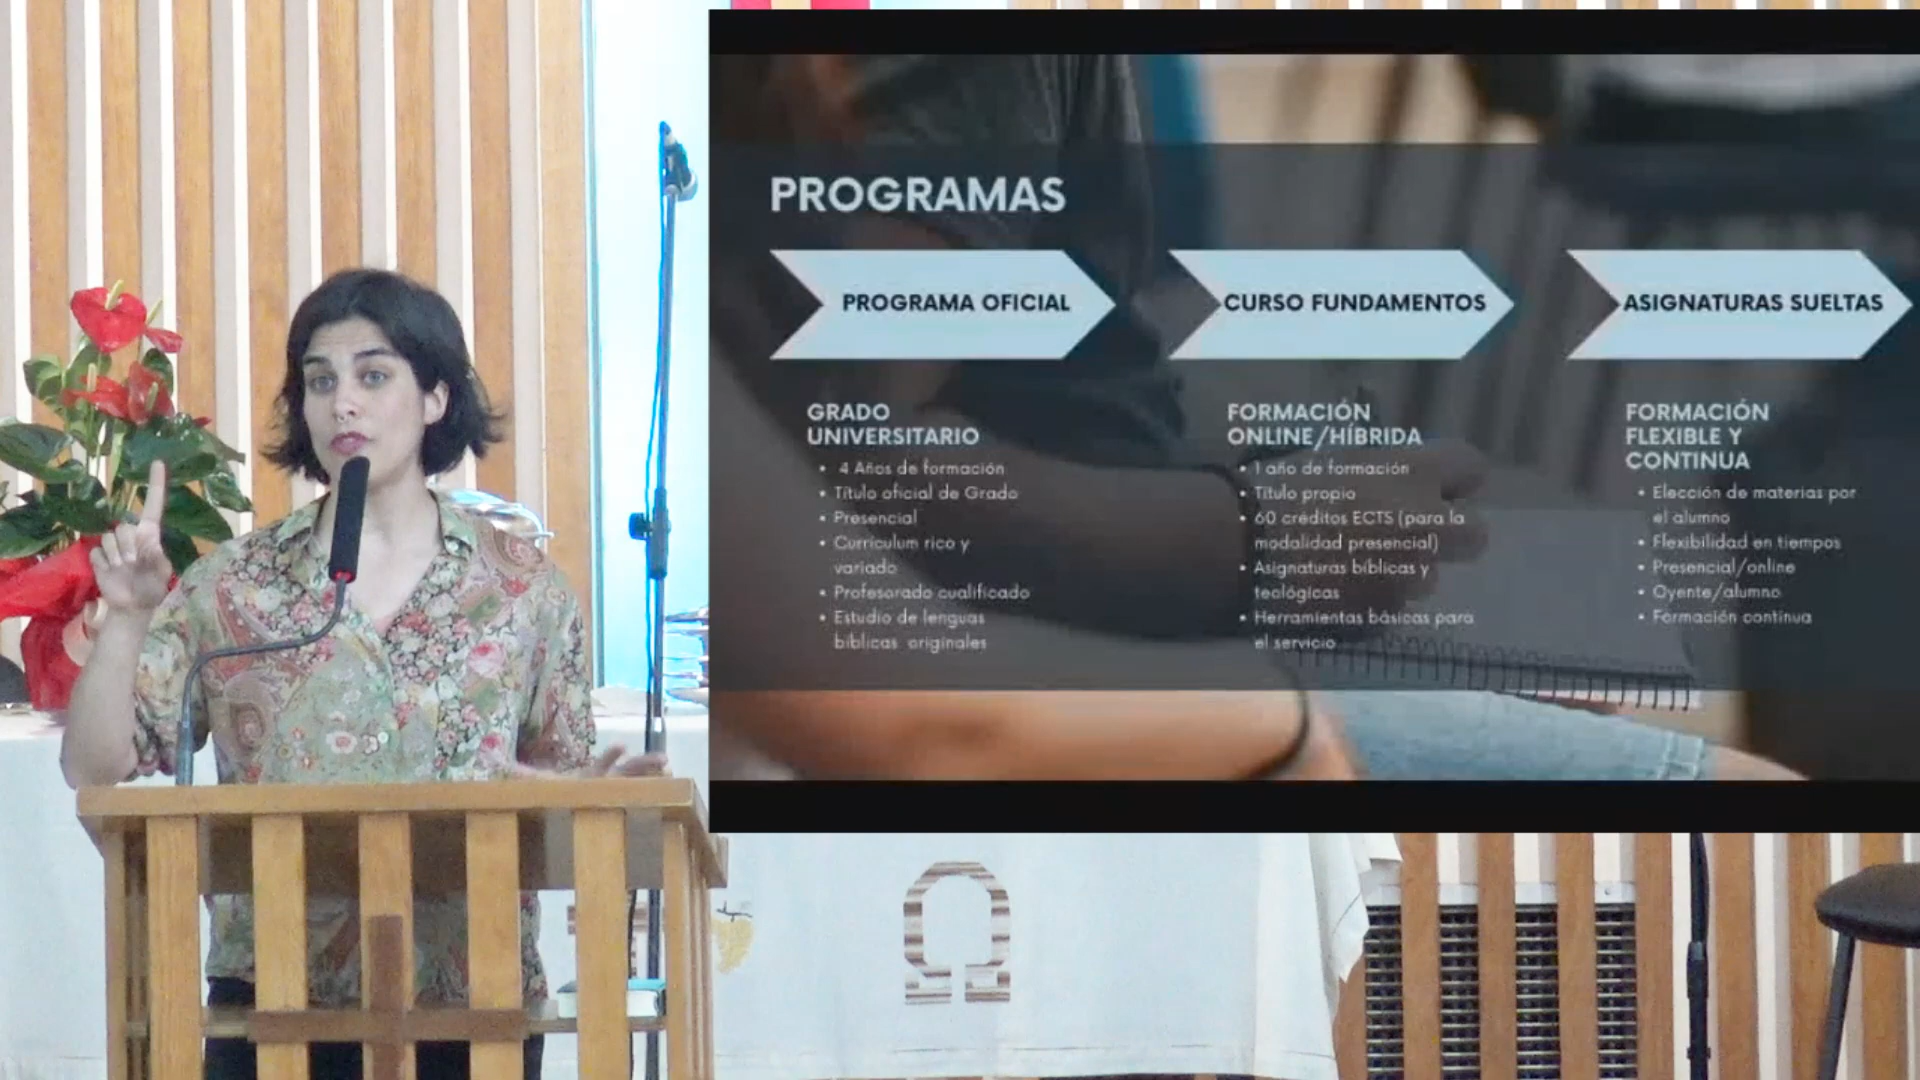 PROGRAMAS
PROGRAMA OFICIAL
GRADO
UNIVERSITARIO
• 4 Años de formación
• Título oficial de Grado
• Presencial
• Currículum rico y
variado
• Profesorado cualificado
• Estudio de lenguas
bíblicas originales
CURSO FUNDAMENTOS
FORMACIÓN
ONLINE/HÍBRIDA
• 1 año de formación
• Título propio
• 60 créditos ECTS (para la
modalidad presencial)
• Asignaturas bíblicas y
teológicas
• Herramientas básicas para
el servicio
ASIGNATURAS SUELTAS
FORMACIÓN
FLEXIBLE Y
CONTINUA
• Elección de materias por
el alumno
• Flexibilidad en tiempos
• Presencial/online
• Oyente/alumno
• Formación continua
Ω